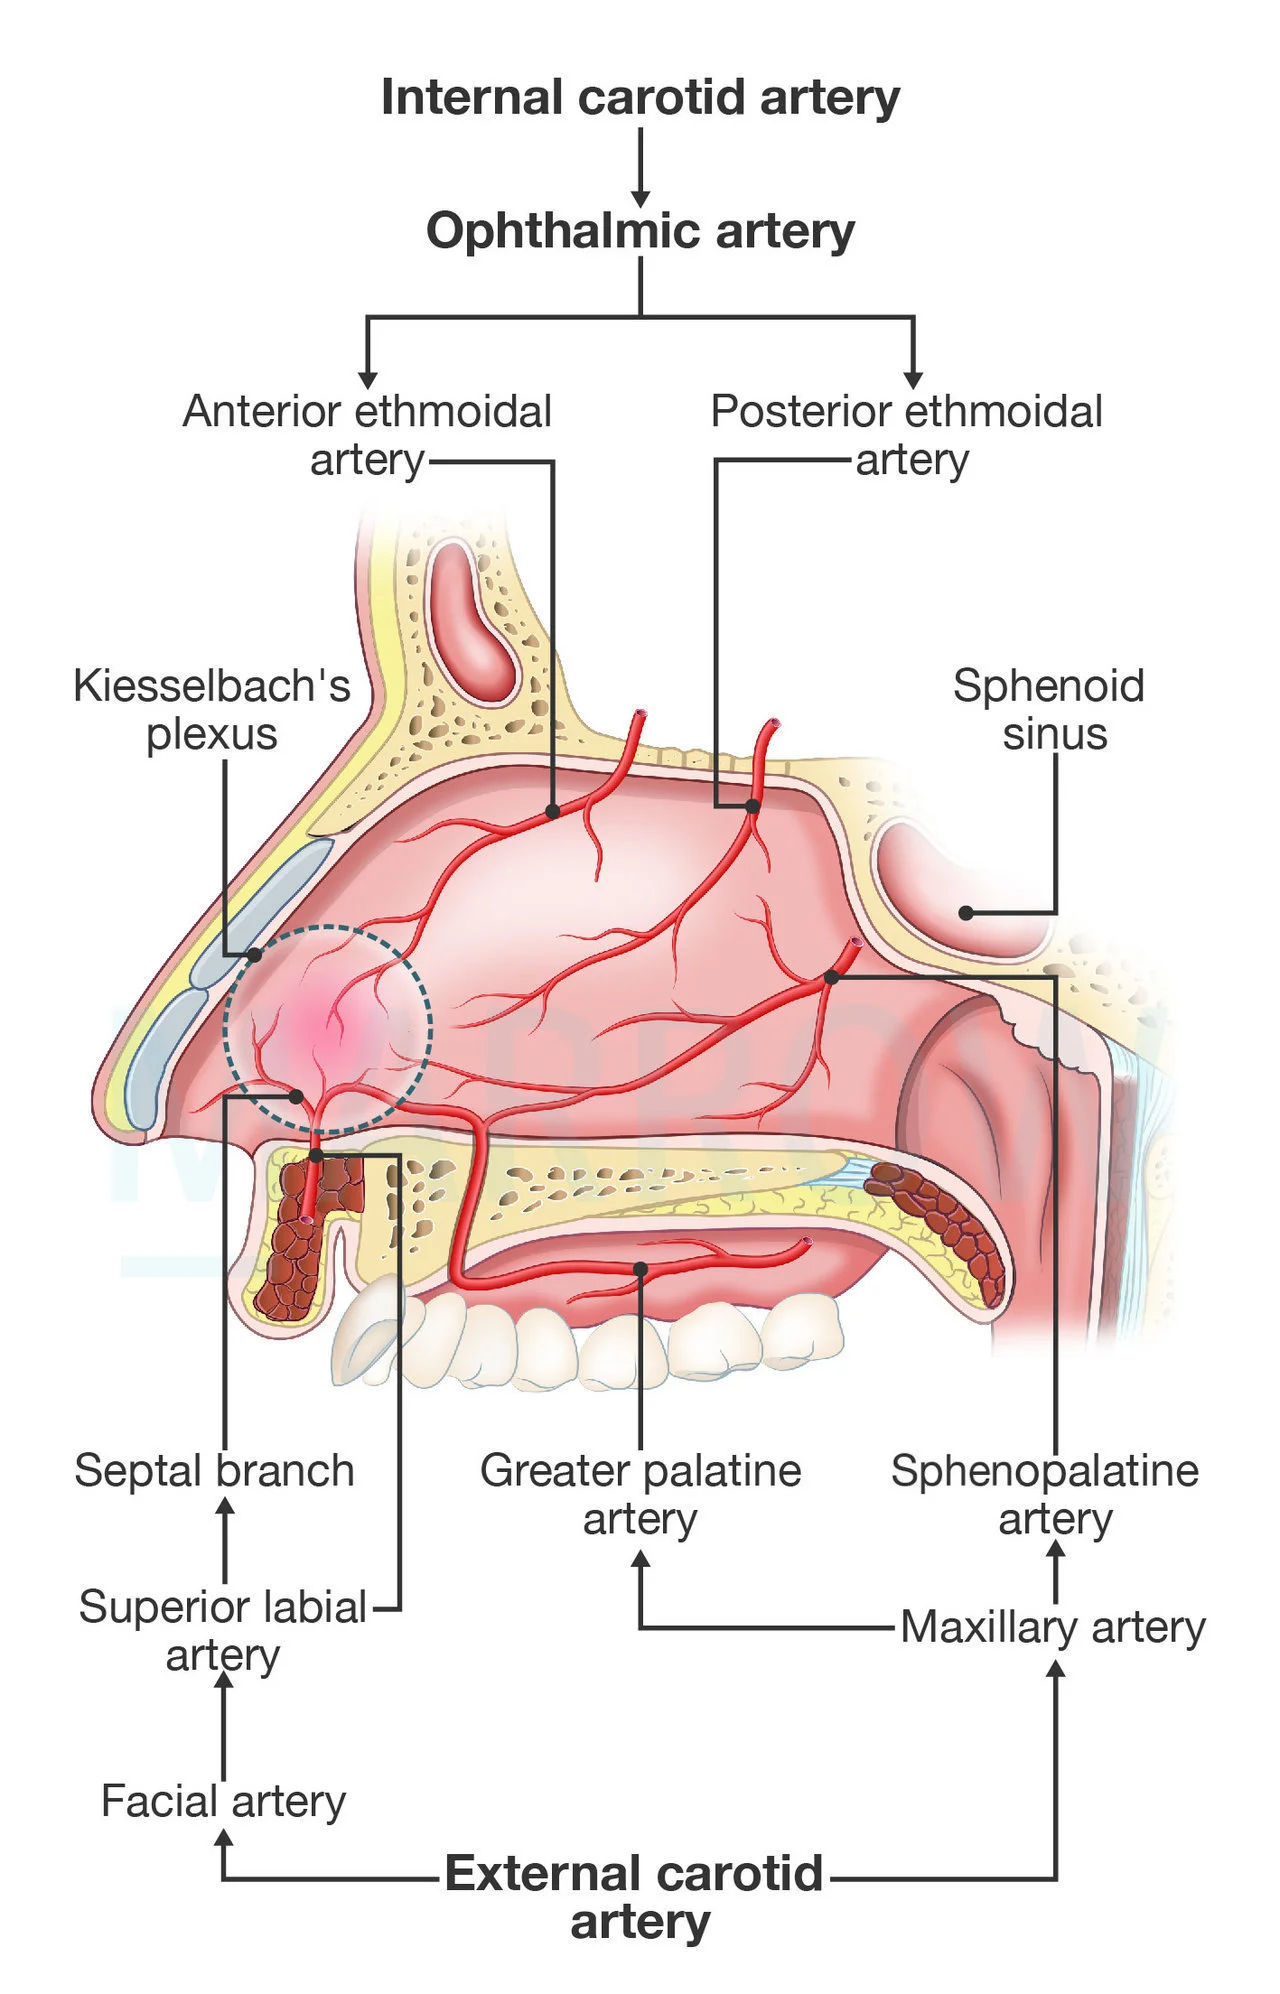 Internal carotid artery
Ophthalmic artery
Anterior ethmoidal
artery
Posterior ethmoidal
artery
Kiesselbach's
plexus
Sphenoid
sinus
MARROW
Septal branch
Greater palatine
artery
Sphenopalatine
artery
Superior labial
artery
Maxillary artery
Facial artery
External carotid
artery